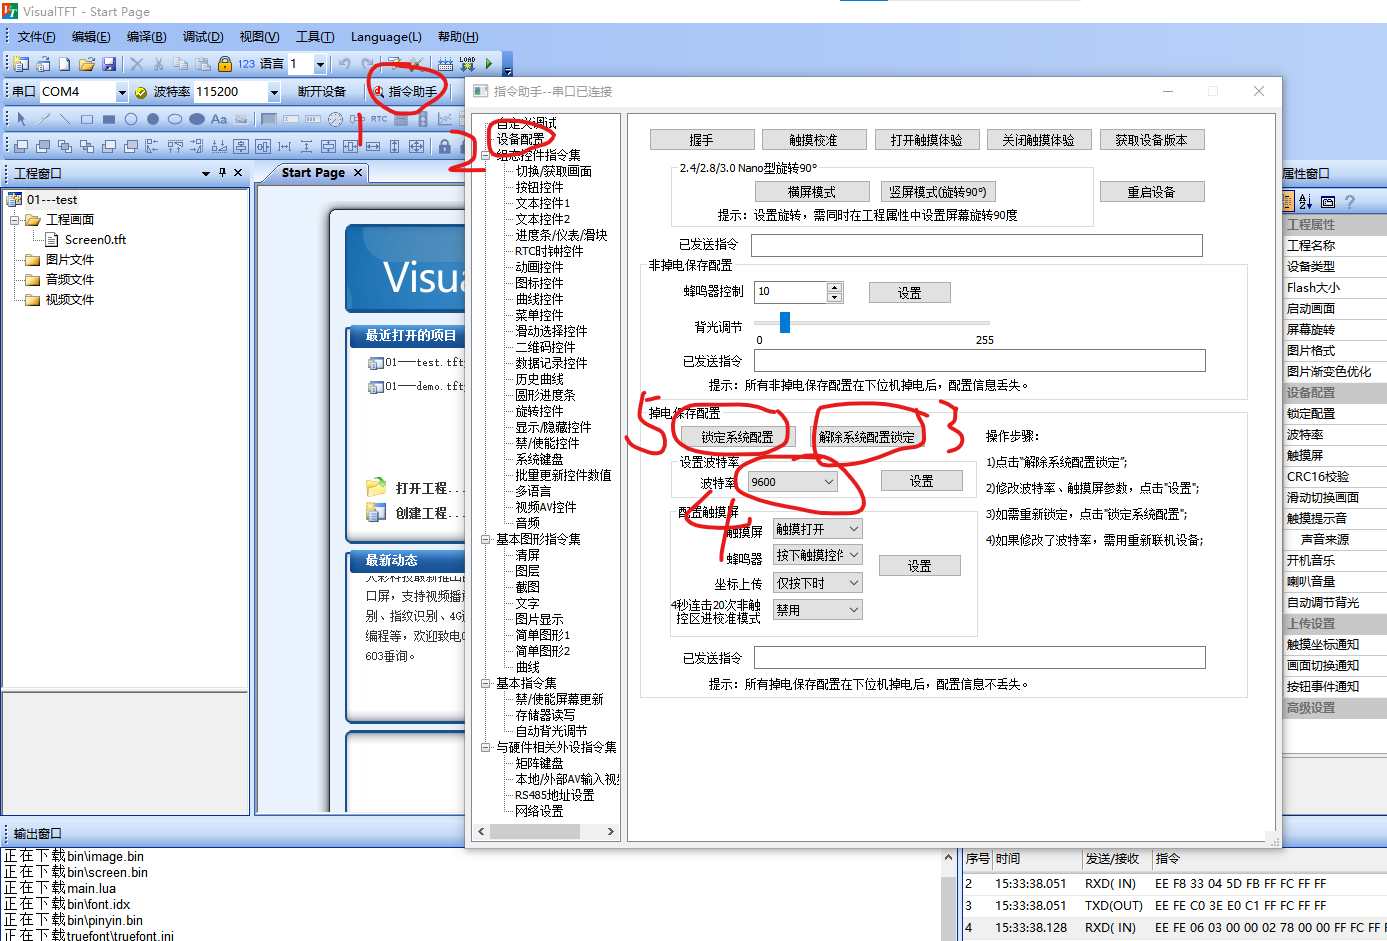 VisualTFT - Start Page
文件(F) 编辑(E) 编译(B) 调试(D) 视图(V) 工具(T) Language(L) 帮助(H)
123 语言 1 LOAD
串口 COM4 波特率 115200 断开设备 指令助手
Aa RTC
1
2
工程窗口
01---test
工程画面
Screen0.tft
图片文件
音频文件
视频文件
Start Page
Visu
最近打开的项目
01──test.tft
01──demo.tft
打开工程...
创建工程...
最新动态
口屏，支持视频播
别、指纹识别、4G
编程等，欢迎致电0
603垂询。
指令助手--串口已连接
自定义调试
设备配置
组态控件指令集
切换/获取画面
按钮控件
文本控件1
文本控件2
进度条/仪表/滑块
RTC时钟控件
动画控件
图标控件
曲线控件
菜单控件
滑动选择控件
二维码控件
数据记录控件
历史曲线
圆形进度条
旋转控件
显示/隐藏控件
禁/使能控件
系统键盘
批量更新控件数值
多语言
视频AV控件
音频
基本图形指令集
清屏
图层
截图
文字
图片显示
简单图形1
简单图形2
曲线
基本指令集
禁/使能屏幕更新
存储器读写
自动背光调节
与硬件相关外设指令集
矩阵键盘
本地/外部AV输入视
RS485地址设置
网络设置
握手 触摸校准 打开触摸体验 关闭触摸体验 获取设备版本
2.4/2.8/3.0 Nano型旋转90°
横屏模式 竖屏模式(旋转90°) 重启设备
提示：设置旋转，需同时在工程属性中设置屏幕旋转90度
已发送指令
非掉电保存配置
蜂鸣器控制 10 设置
背光调节
0 255
已发送指令
提示：所有非掉电保存配置在下位机掉电后，配置信息丢失。
掉电保存配置
5 锁定系统配置 解除系统配置锁定 3
设置波特率
波特率 9600 设置
4
配置触摸屏
触摸屏 触摸打开
蜂鸣器 按下触摸控件
坐标上传 仅按下时
设置
4秒连击20次非触
控区进校准模式 禁用
操作步骤：
1)点击"解除系统配置锁定";
2)修改波特率、触摸屏参数，点击"设置";
3)如需重新锁定，点击"锁定系统配置";
4)如果修改了波特率，需用重新联机设备;
已发送指令
提示：所有掉电保存配置在下位机掉电后，配置信息不丢失。
属性窗口
工程属性
工程名称
设备类型
Flash大小
启动画面
屏幕旋转
图片格式
图片渐变色优化
设备配置
锁定配置
波特率
触摸屏
CRC16校验
滑动切换画面
触摸提示音
声音来源
开机音乐
喇叭音量
自动调节背光
上传设置
触摸坐标通知
画面切换通知
按钮事件通知
高级设置
输出窗口
正在下载bin\image.bin
正在下载bin\screen.bin
正在下载main.lua
正在下载bin\font.idx
正在下载bin\pinyin.bin
正在下载truefont\truefont.ini
序号 时间 发送/接收 指令
2 15:33:38.051 RXD( IN) EE F8 33 04 5D FB FF FC FF FF
3 15:33:38.051 TXD(OUT) EE FE C0 3E E0 C1 FF FC FF FF
4 15:33:38.128 RXD( IN) EE FE 06 03 00 00 02 78 00 00 FF FC FF F